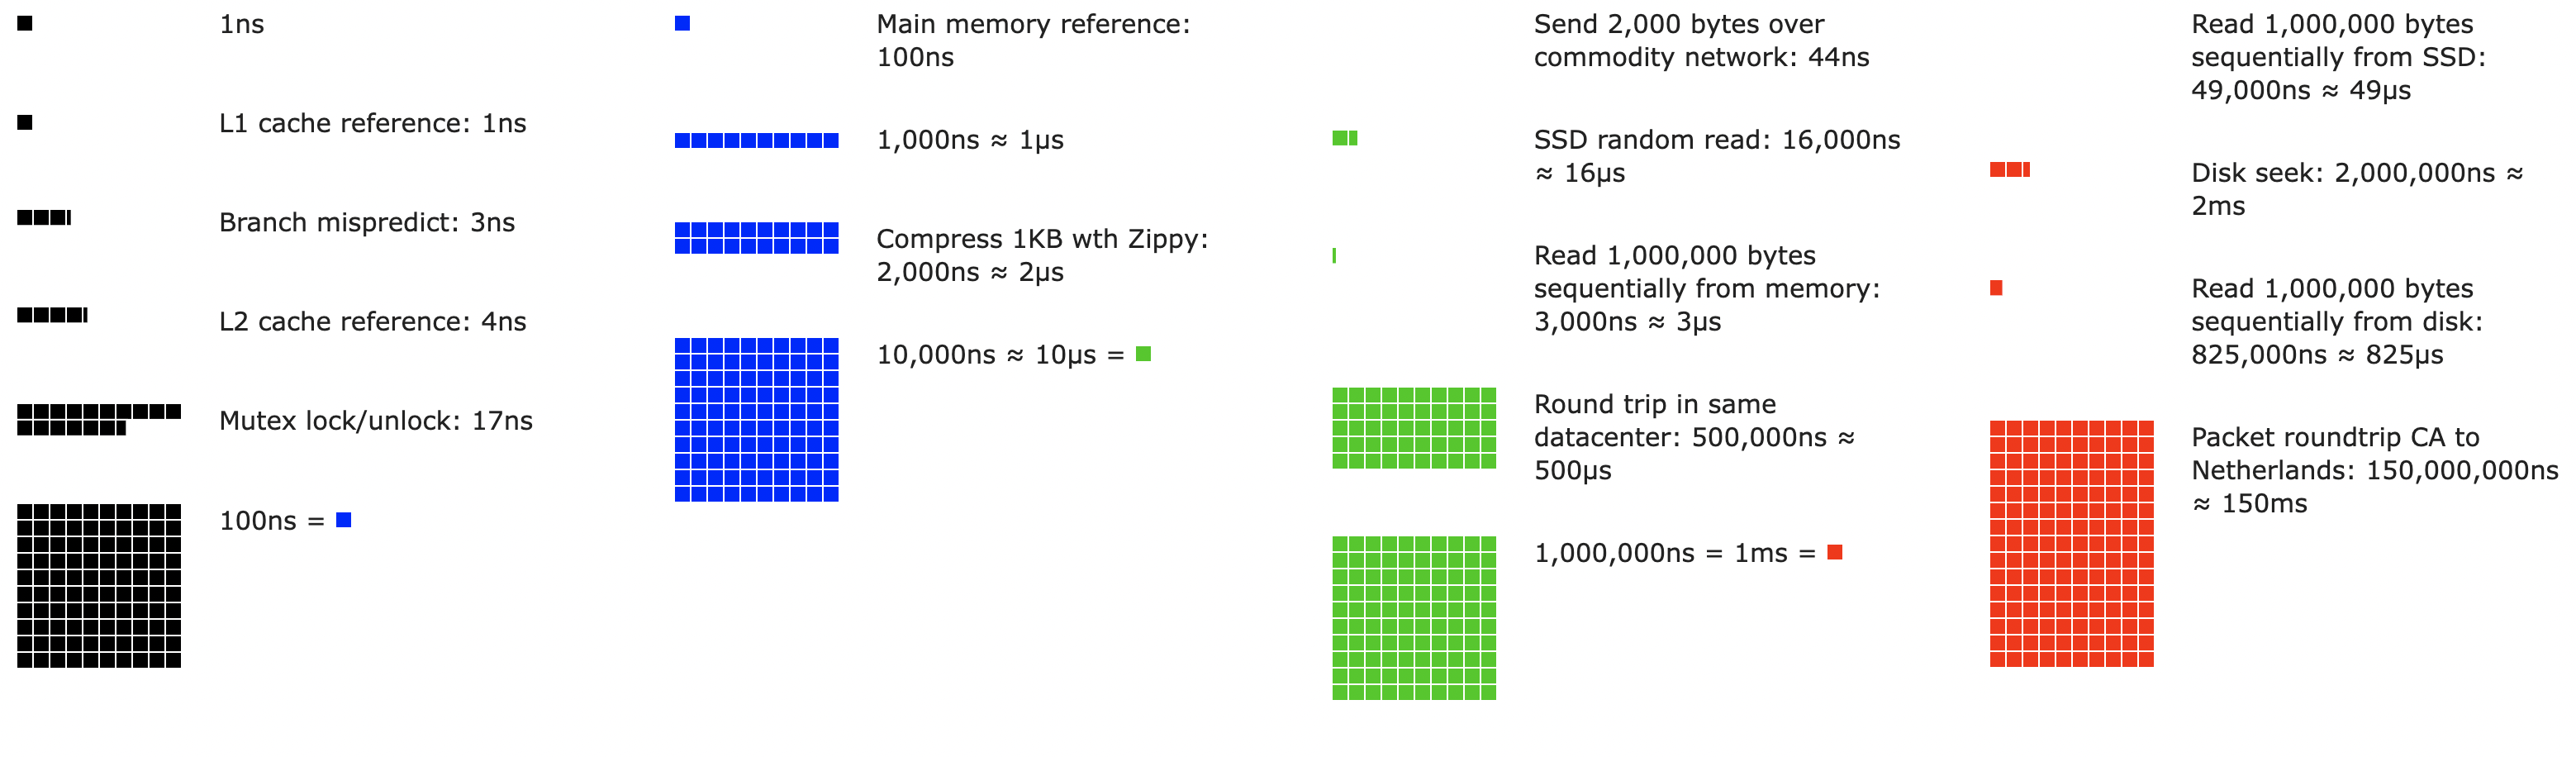 1ns
L1 cache reference: 1ns
Branch mispredict: 3ns
L2 cache reference: 4ns
Mutex lock/unlock: 17ns
100ns =
Main memory reference:
100ns
1,000ns ≈ 1μs
Compress 1KB wth Zippy:
2,000ns ≈ 2μs
10,000ns ≈ 10μs =
Send 2,000 bytes over
commodity network: 44ns
SSD random read: 16,000ns
≈ 16μs
Read 1,000,000 bytes
sequentially from memory:
3,000ns ≈ 3μs
Round trip in same
datacenter: 500,000ns ≈
500μs
1,000,000ns = 1ms =
Read 1,000,000 bytes
sequentially from SSD:
49,000ns ≈ 49μs
Disk seek: 2,000,000ns ≈
2ms
Read 1,000,000 bytes
sequentially from disk:
825,000ns ≈ 825μs
Packet roundtrip CA to
Netherlands: 150,000,000ns
≈ 150ms